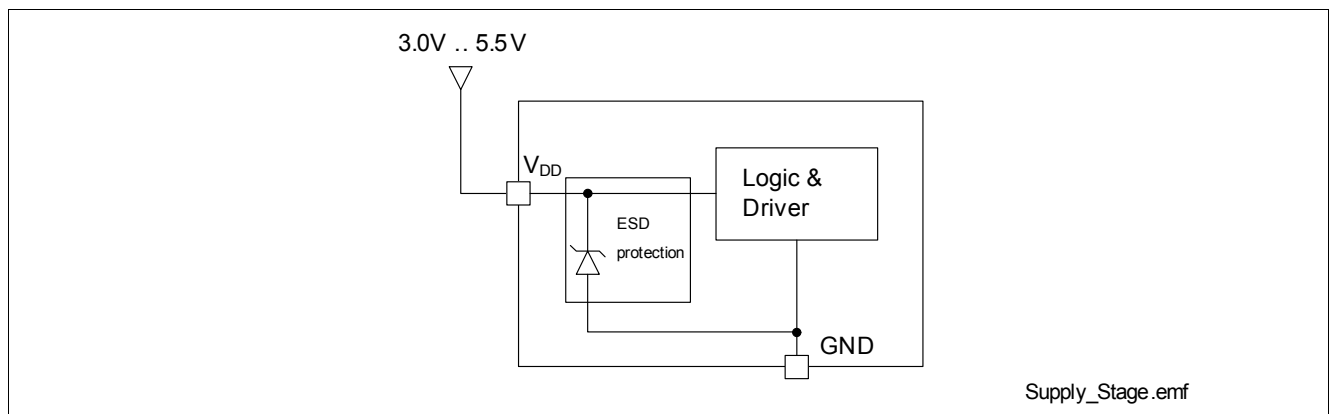 3.0V .. 5.5V
VDD
Logic &
Driver
ESD
protection
GND
Supply_Stage.emf